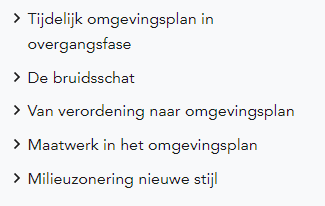 Tijdelijk omgevingsplan in
overgangsfase
De bruidsschat
Van verordening naar omgevingsplan
Maatwerk in het omgevingsplan
Milieuzonering nieuwe stijl